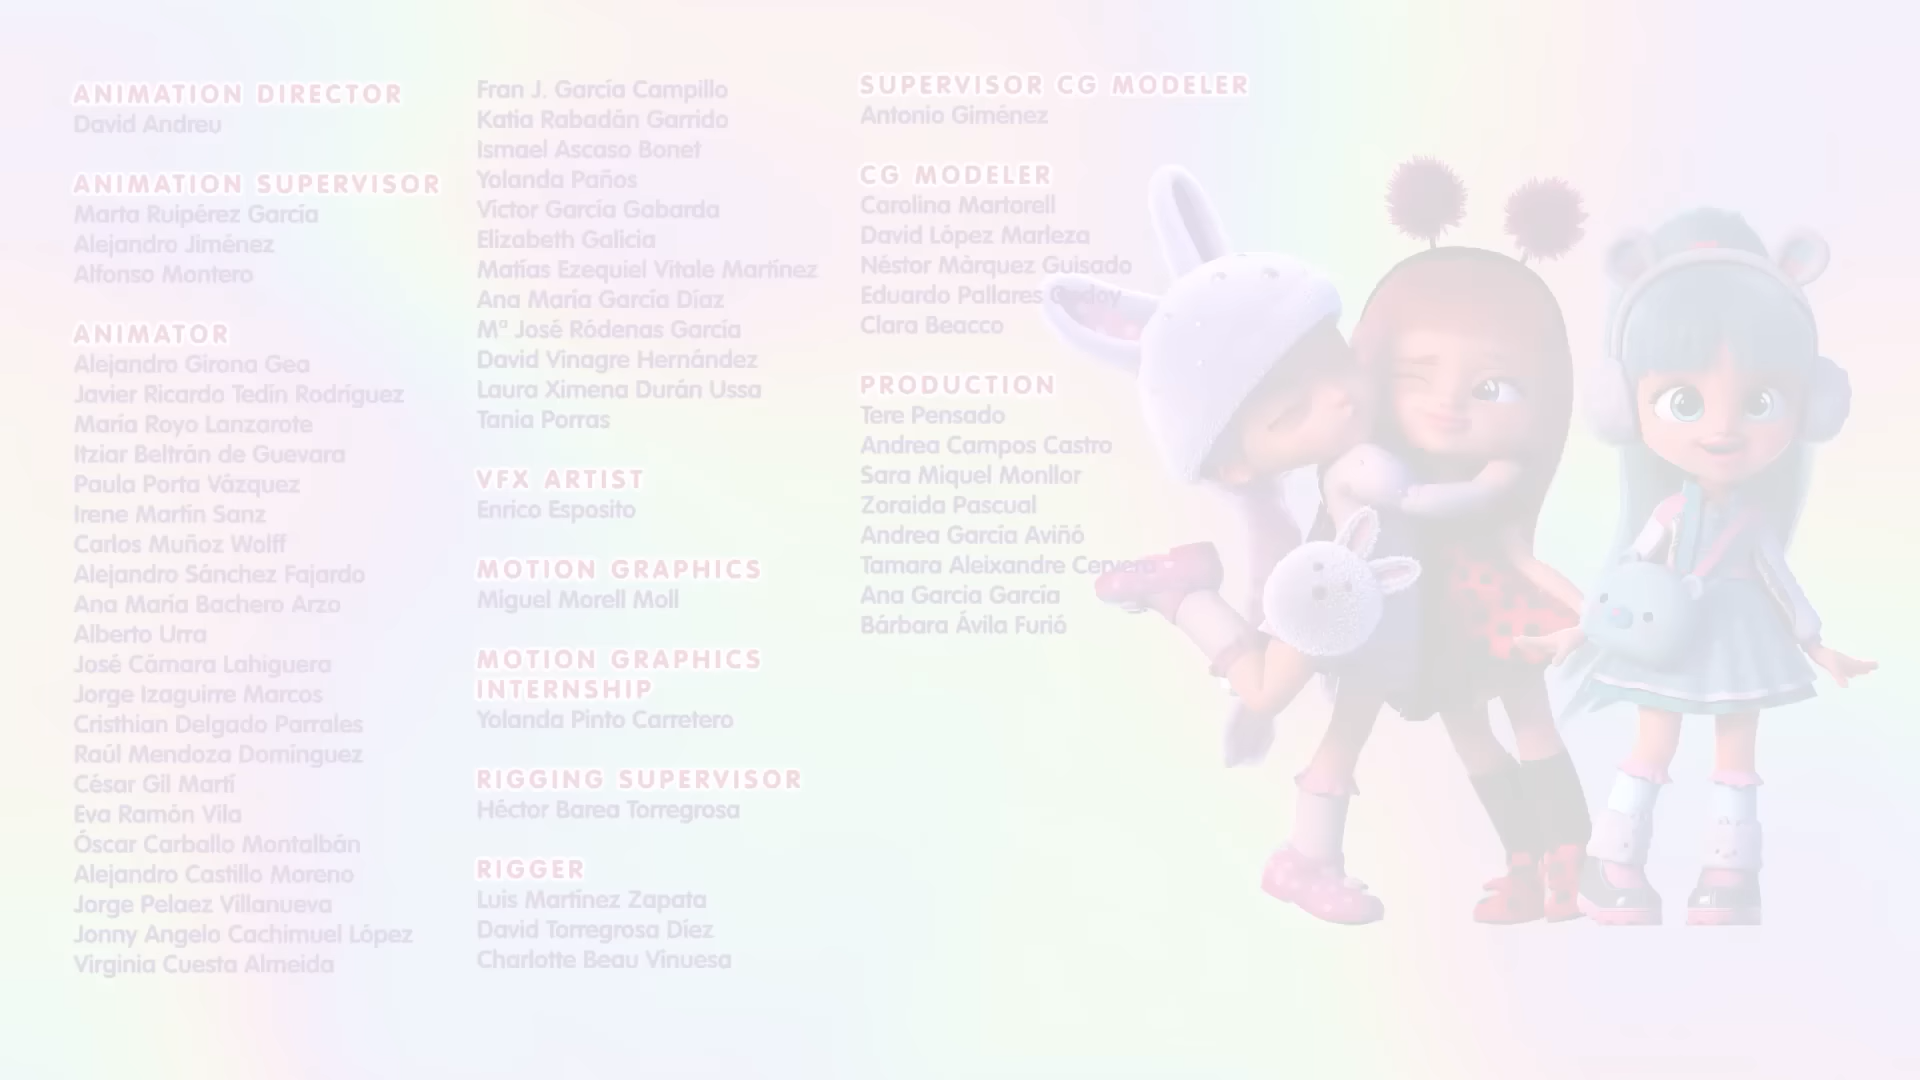 ANIMATION DIRECTOR
David Andreu
ANIMATION SUPERVISOR
Marta Ruipérez García
Alejandro Jiménez
Alfonso Montero
ANIMATOR
Alejandro Girona Gea
Javier Ricardo Tedín Rodríguez
María Royo Lanzarote
Itziar Beltrán de Guevara
Paula Porta Vázquez
Irene Martín Sanz
Carlos Muñoz Wolff
Alejandro Sánchez Fajardo
Ana María Bachero Arzo
Alberto Urra
José Cámara Lahiguera
Jorge Izaguirre Marcos
Cristhian Delgado Parrales
Raúl Mendoza Domínguez
César Gil Martí
Eva Ramón Vila
Óscar Carballo Montalbán
Alejandro Castillo Moreno
Jorge Pelaez Villanueva
Jonny Angelo Cachimuel López
Virginia Cuesta Almeida
Fran J. García Campillo
Katia Rabadán Garrido
Ismael Ascaso Bonet
Yolanda Paños
Víctor García Gabarda
Elizabeth Galicia
Matías Ezequiel Vitale Martínez
Ana María García Díaz
Mª José Ródenas García
David Vinagre Hernández
Laura Ximena Durán Ussa
Tania Porras
VFX ARTIST
Enrico Esposito
MOTION GRAPHICS
Miguel Morell Moll
MOTION GRAPHICS
INTERNSHIP
Yolanda Pinto Carretero
RIGGING SUPERVISOR
Héctor Barea Torregrosa
RIGGER
Luis Martínez Zapata
David Torregrosa Díez
Charlotte Beau Vinuesa
SUPERVISOR CG MODELER
Antonio Giménez
CG MODELER
Carolina Martorell
David López Marleza
Néstor Márquez Guisado
Eduardo Pallares Godoy
Clara Beacco
PRODUCTION
Tere Pensado
Andrea Campos Castro
Sara Miquel Monllor
Zoraida Pascual
Andrea García Aviñó
Tamara Aleixandre Cervera
Ana Garcia García
Bárbara Ávila Furió